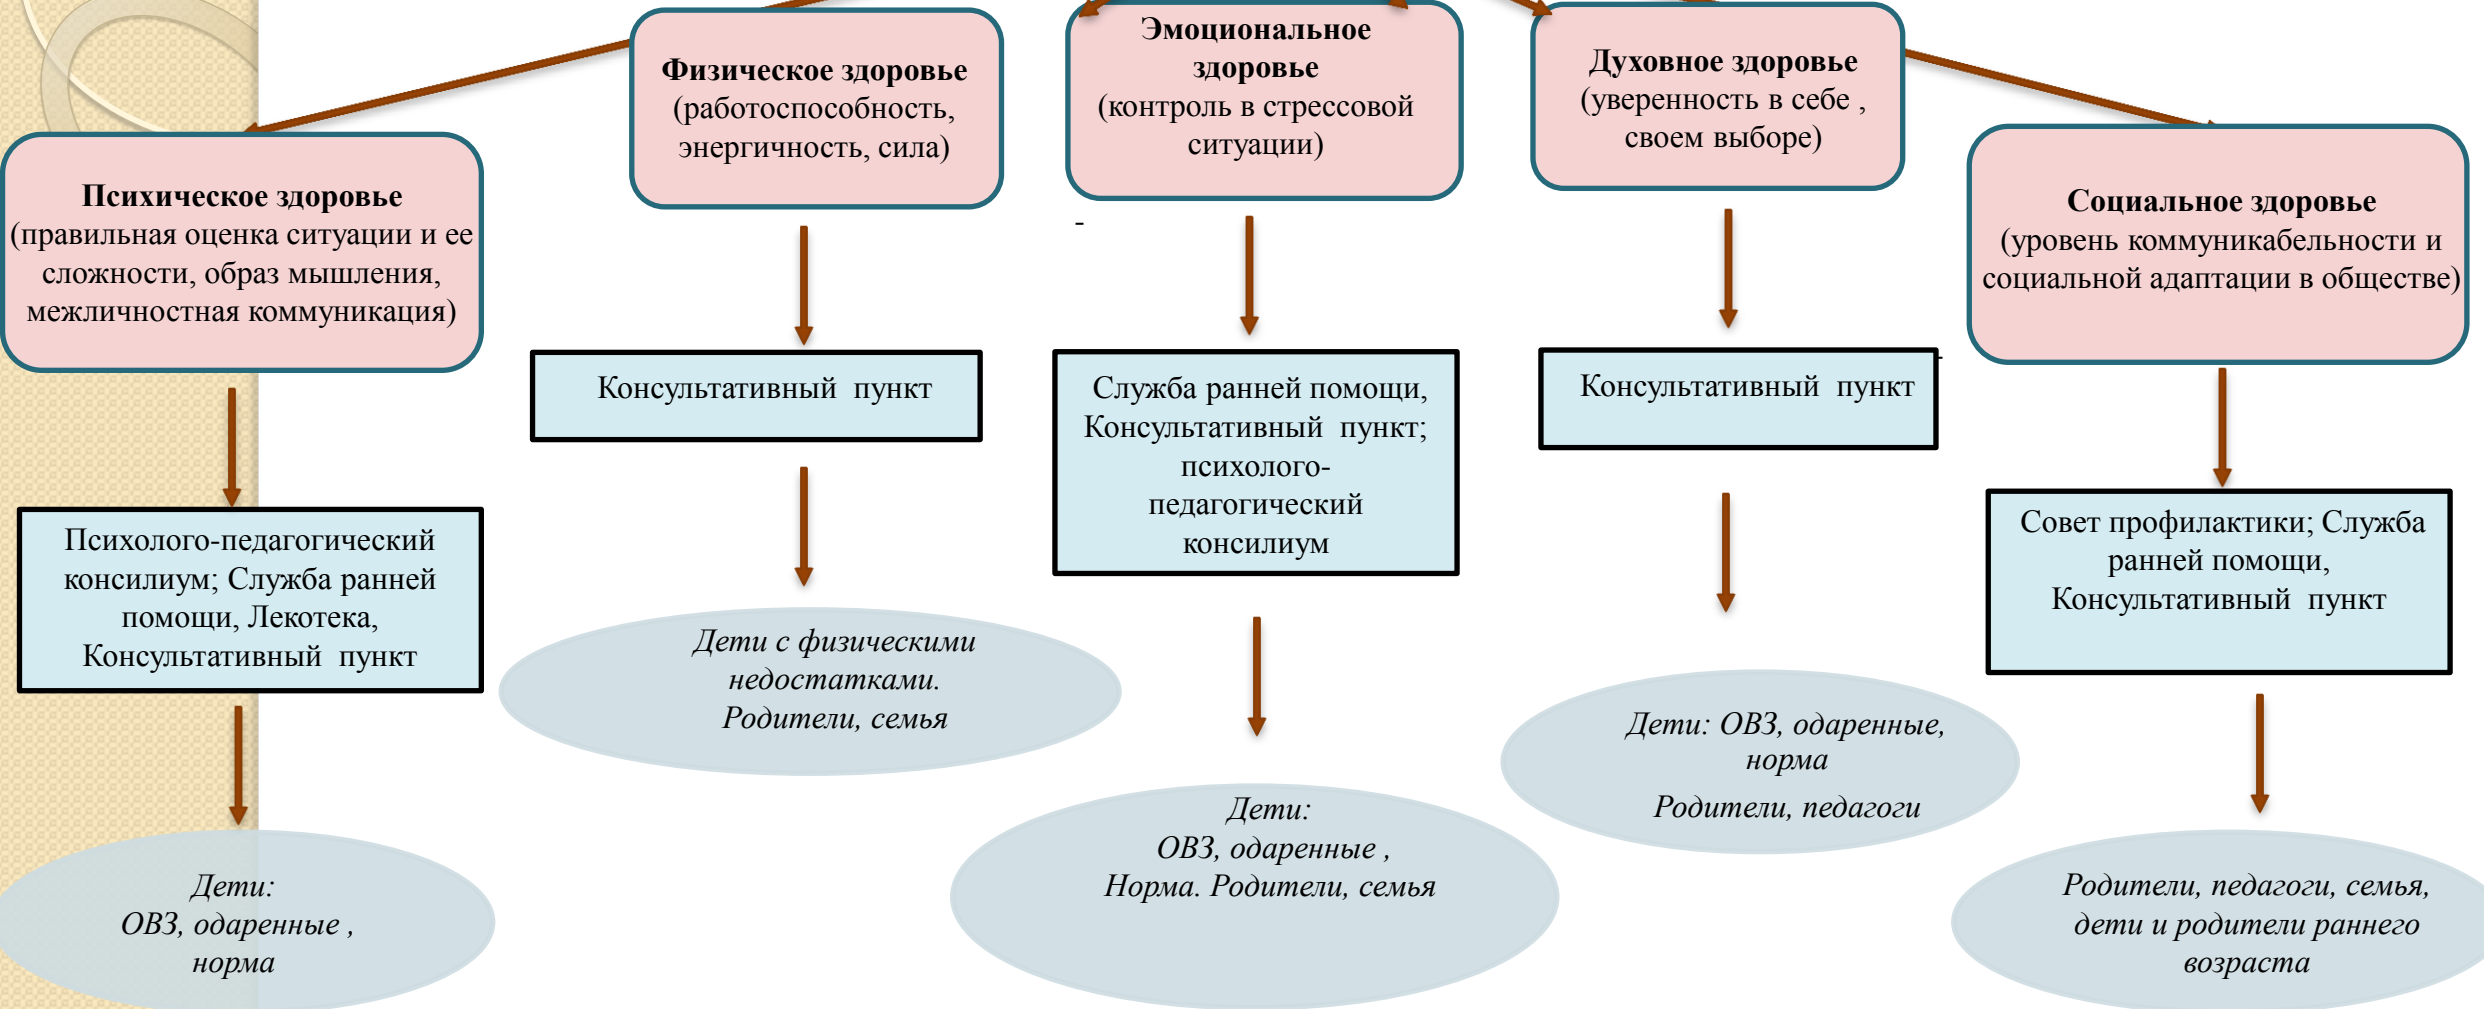 Психическое здоровье
(правильная оценка ситуации и ее
сложности, образ мышления,
межличностная коммуникация)
Психолого-педагогический
консилиум; Служба ранней
помощи, Лекотека,
Консультативный пункт
Дети:
ОВЗ, одаренные ,
норма
Физическое здоровье
(работоспособность,
энергичность, сила)
Консультативный пункт
Дети с физическими
недостатками.
Родители, семья
Эмоциональное
здоровье
(контроль в стрессовой
ситуации)
-
Служба ранней помощи,
Консультативный пункт;
психолого-
педагогический
консилиум
Дети:
ОВЗ, одаренные ,
Норма. Родители, семья
Духовное здоровье
(уверенность в себе ,
своем выборе)
-
Консультативный пункт
Дети: ОВЗ, одаренные,
норма
Родители, педагоги
Социальное здоровье
(уровень коммуникабельности и
социальной адаптации в обществе)
Совет профилактики; Служба
ранней помощи,
Консультативный пункт
Родители, педагоги, семья,
дети и родители раннего
возраста